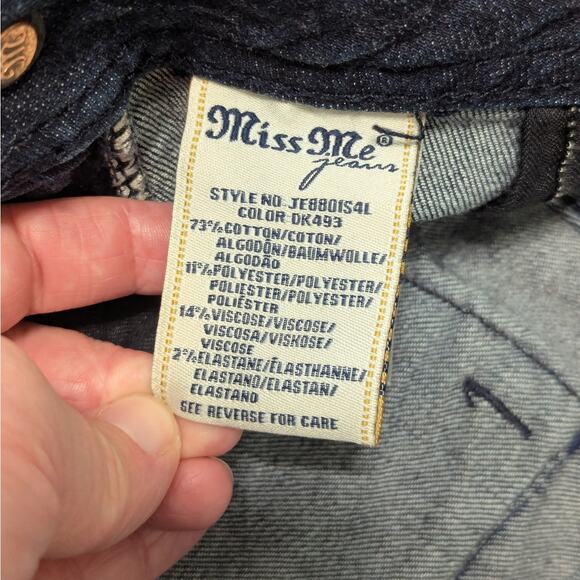 Miss Me®
jeans
STYLE NO. JE8801S4L
COLOR DK493
73%COTTON/COTON/
ALGODÓN/BAUMWOLLE/
ALGODÃO
11%POLYESTER/POLYESTER/
POLIÉSTER/POLYESTER/
POLIÉSTER
14%VISCOSE/VISCOSE/
VISCOSA/VISKOSE/
VISCOSE
2%ELASTANE/ÉLASTHANNE/
ELASTANO/ELASTAN/
ELASTANO
SEE REVERSE FOR CARE